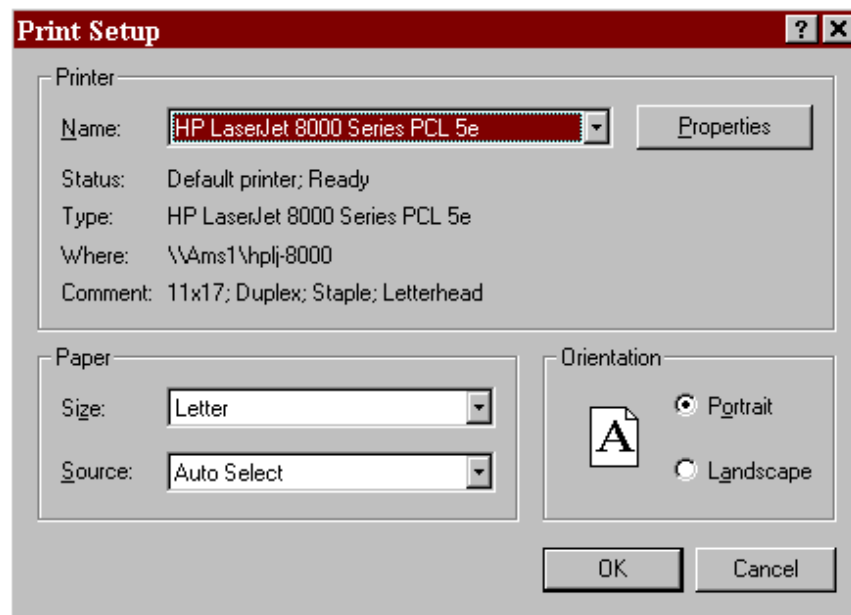 Print Setup
Printer
Name: HP LaserJet 8000 Series PCL 5e Properties
Status: Default printer; Ready
Type: HP LaserJet 8000 Series PCL 5e
Where: \\Ams1\hplj-8000
Comment: 11x17; Duplex; Staple; Letterhead
Paper
Size: Letter
Source: Auto Select
Orientation
A
Portrait
Landscape
OK Cancel